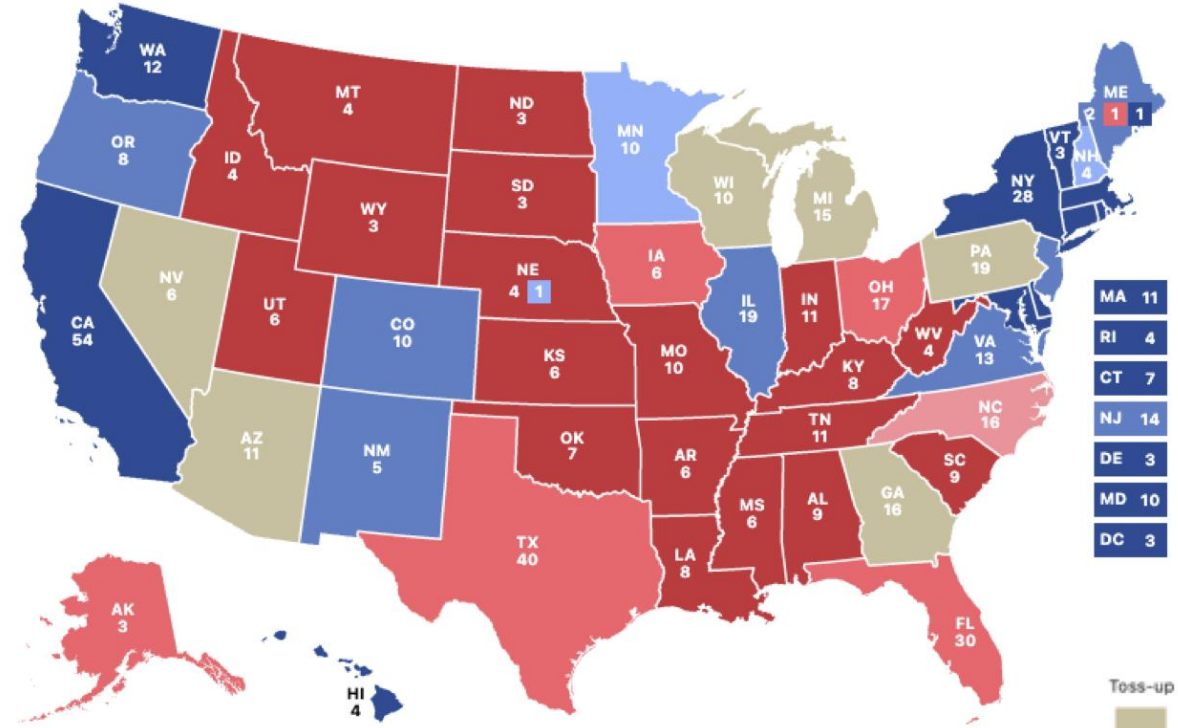 WA
12
OR
8
CA
54
NV
6
ID
4
MT
4
WY
3
UT
6
AZ
11
CO
10
NM
5
ND
3
SD
3
NE
4 1
KS
6
OK
7
TX
40
MN
10
IA
6
MO
10
AR
6
LA
8
WI
10
IL
19
MI
15
IN
11
OH
17
KY
8
TN
11
MS
6
AL
9
GA
16
FL
30
SC
9
NC
16
VA
13
WV
4
PA
19
NY
28
VT
3
NH
4
ME
2 1 1
MA 11
RI 4
CT 7
NJ 14
DE 3
MD 10
DC 3
AK
3
HI
4
Toss-up